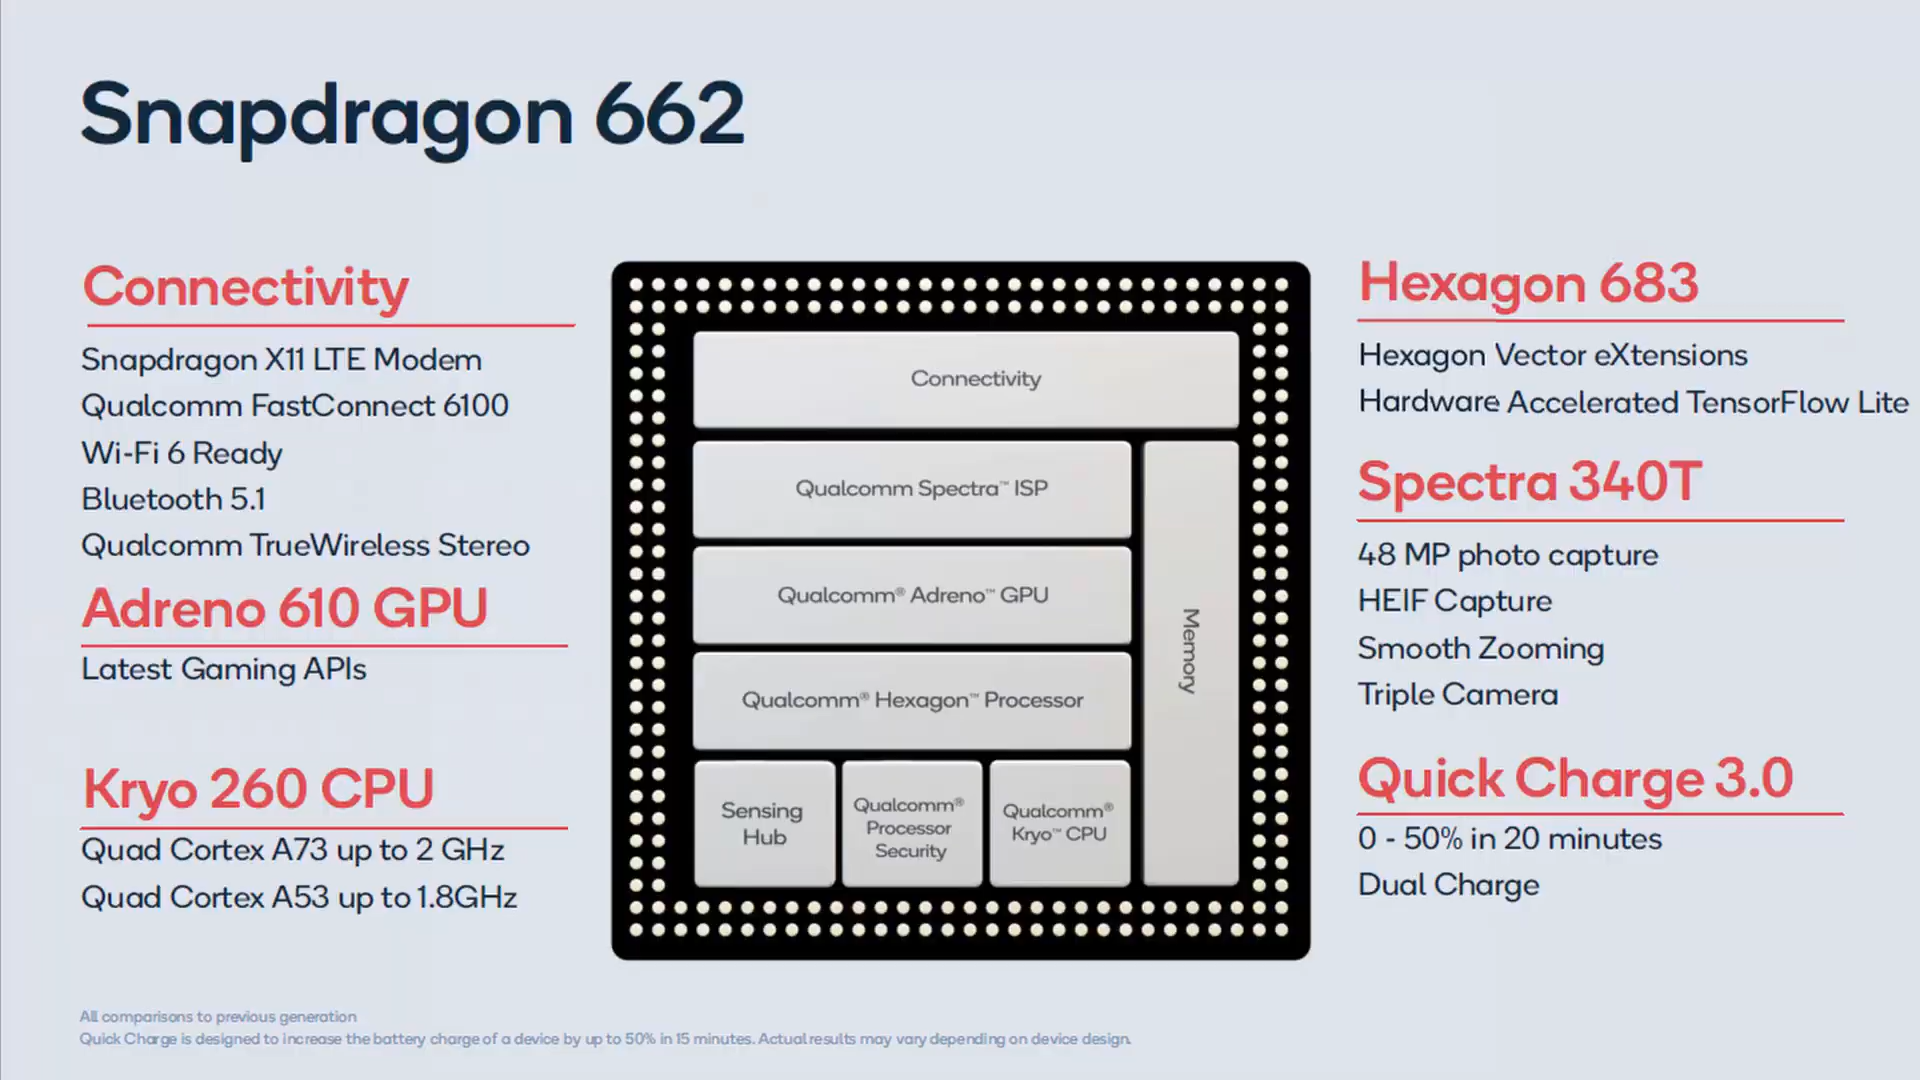 Snapdragon 662
Connectivity
Snapdragon X11 LTE Modem
Qualcomm FastConnect 6100
Wi-Fi 6 Ready
Bluetooth 5.1
Qualcomm TrueWireless Stereo
Adreno 610 GPU
Latest Gaming APIs
Kryo 260 CPU
Quad Cortex A73 up to 2 GHz
Quad Cortex A53 up to 1.8GHz
Connectivity
Qualcomm Spectra™ ISP
Qualcomm® Adreno™ GPU
Qualcomm® Hexagon™ Processor
Memory
Sensing
Hub
Qualcomm®
Processor
Security
Qualcomm®
Kryo™ CPU
Hexagon 683
Hexagon Vector eXtensions
Hardware Accelerated TensorFlow Lite
Spectra 340T
48 MP photo capture
HEIF Capture
Smooth Zooming
Triple Camera
Quick Charge 3.0
0 - 50% in 20 minutes
Dual Charge
All comparisons to previous generation
Quick Charge is designed to increase the battery charge of a device by up to 50% in 15 minutes. Actual results may vary depending on device design.